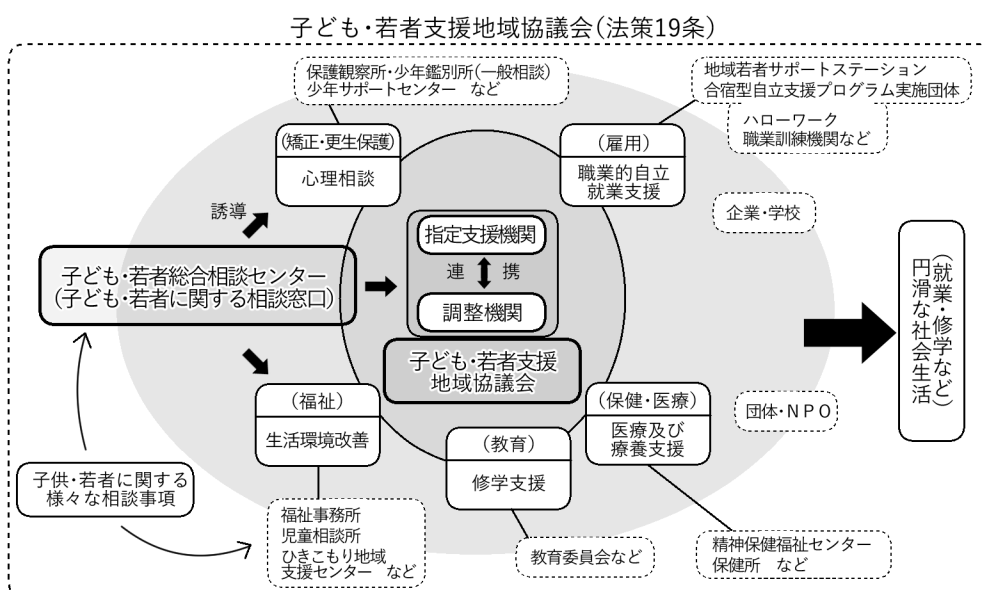 子ども・若者支援地域協議会(法策19条)
保護観察所・少年鑑別所(一般相談)
少年サポートセンター など
地域若者サポートステーション
合宿型自立支援プログラム実施団体
ハローワーク
職業訓練機関など
(矯正・更生保護)
心理相談
(雇用)
職業的自立
就業支援
企業・学校
誘導
指定支援機関
連 携
調整機関
子ども・若者総合相談センター
(子ども・若者に関する相談窓口)
子ども・若者支援
地域協議会
(就業・修学など)
円滑な社会生活
(福祉)
生活環境改善
(教育)
修学支援
(保健・医療)
医療及び
療養支援
団体・NPO
子供・若者に関する
様々な相談事項
福祉事務所
児童相談所
ひきこもり地域
支援センター など
教育委員会など
精神保健福祉センター
保健所 など